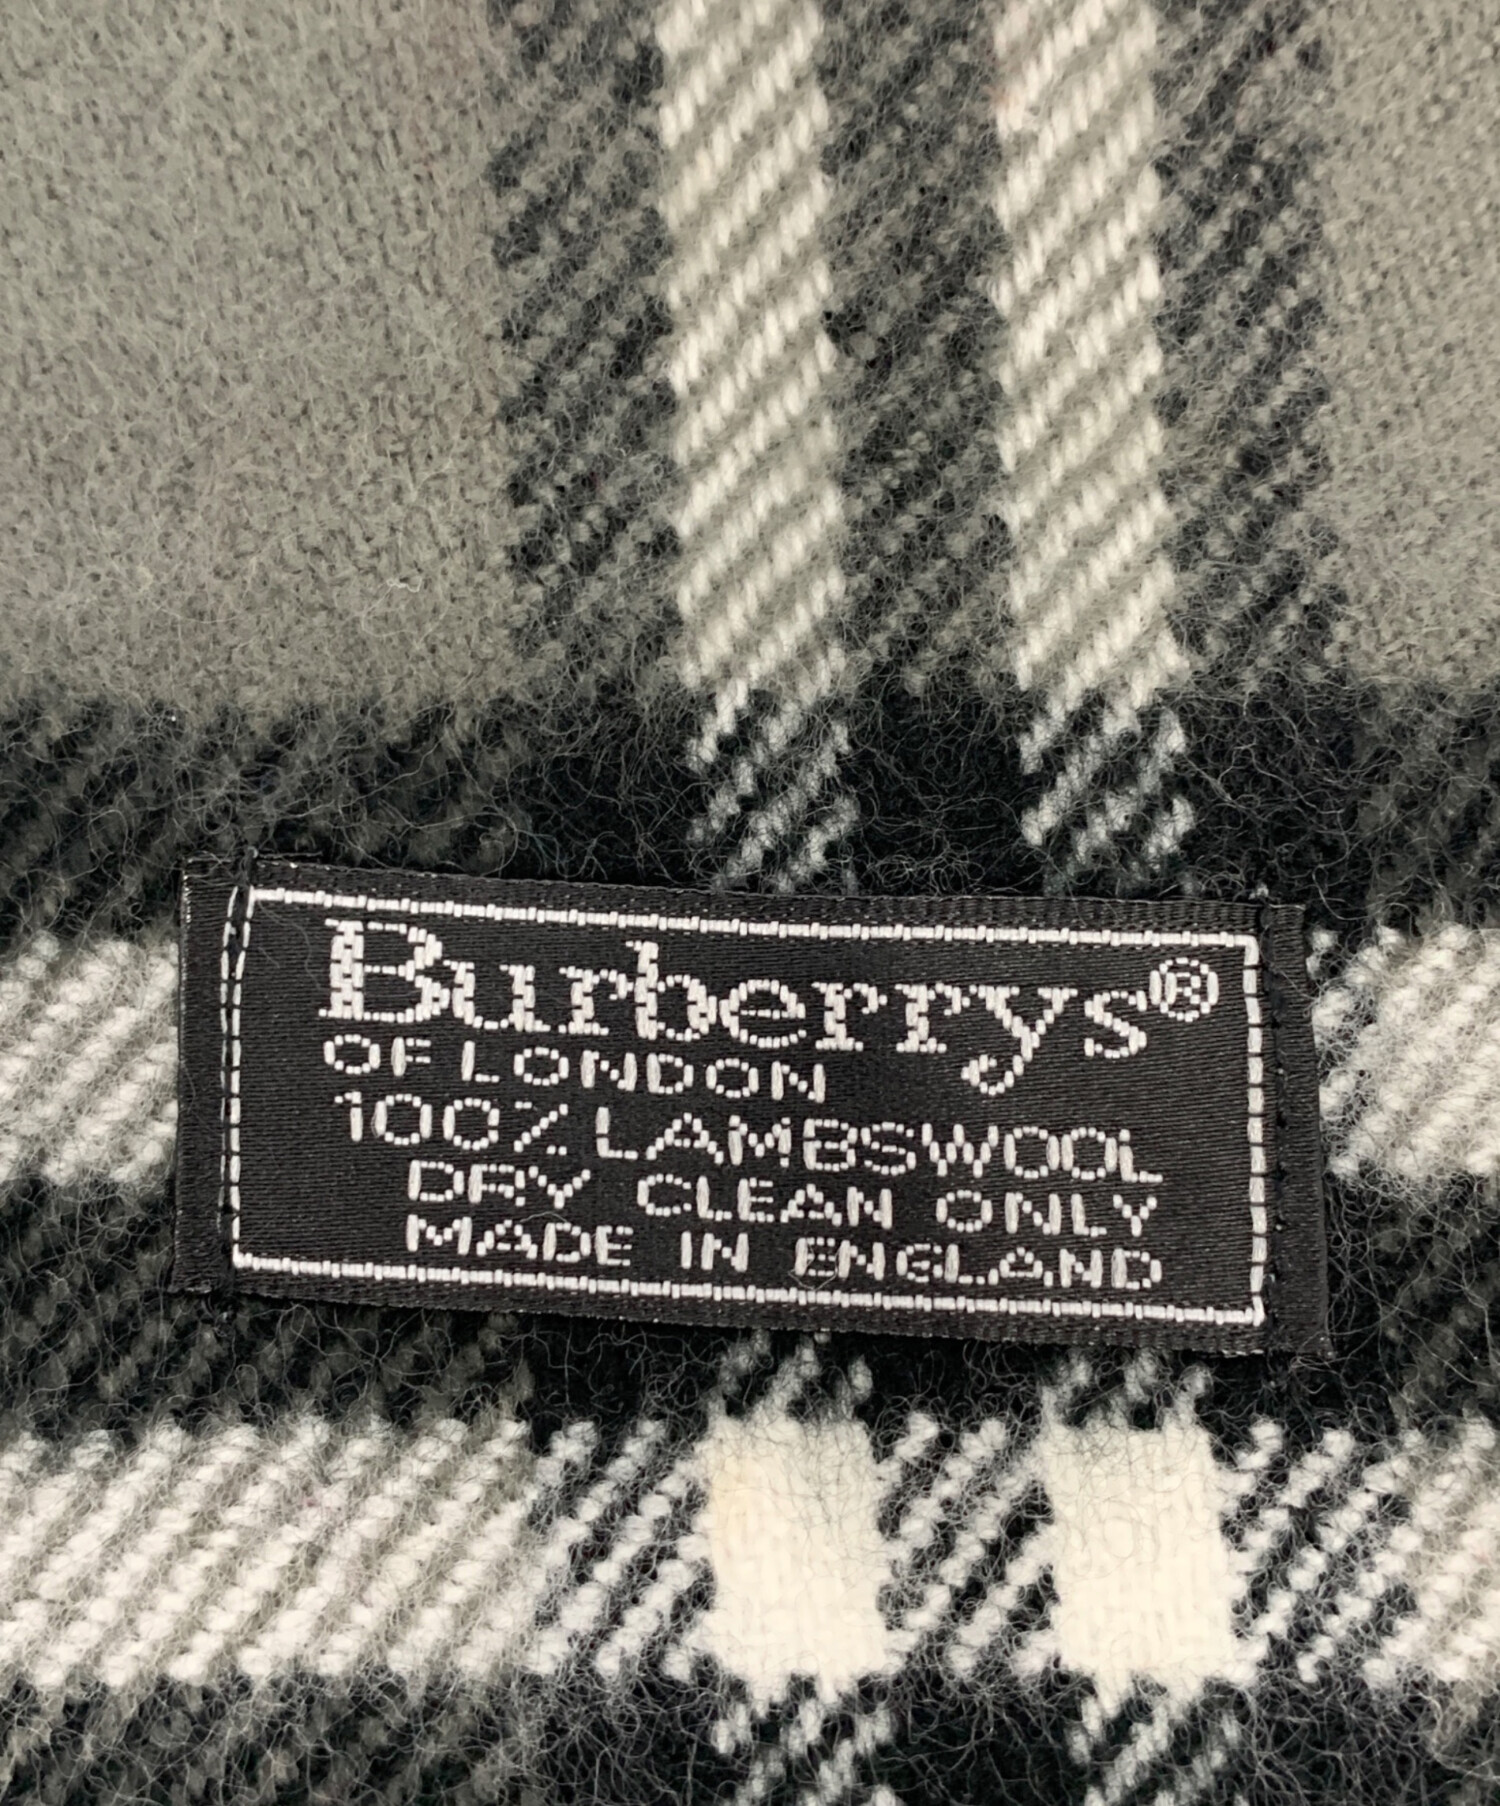 Burberrys®
OF LONDON
100% LAMBSWOOL
DRY CLEAN ONLY
MADE IN ENGLAND